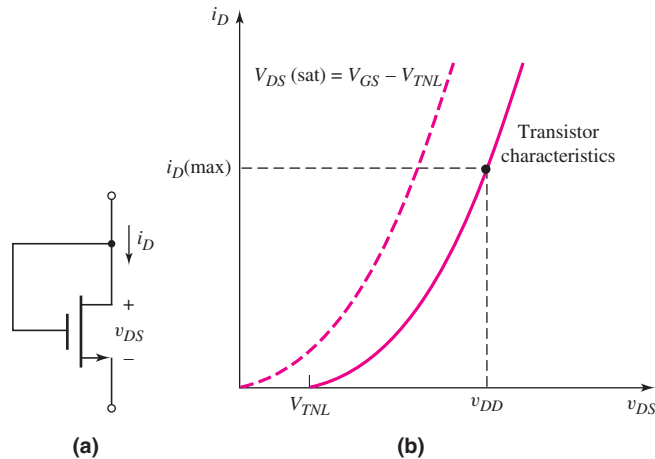 i_D
V_DS (sat) = V_GS – V_TNL
Transistor
characteristics
i_D(max)
i_D
+
v_DS
–
V_TNL
v_DD
v_DS
(a)
(b)